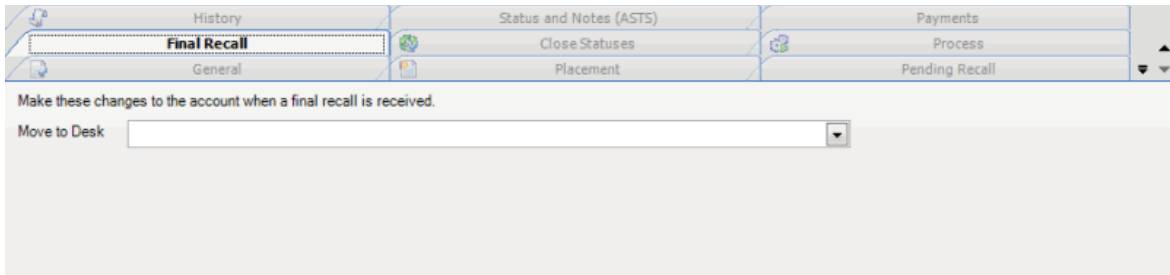 History Status and Notes (ASTS) Payments
Final Recall Close Statuses Process
General Placement Pending Recall
Make these changes to the account when a final recall is received.
Move to Desk